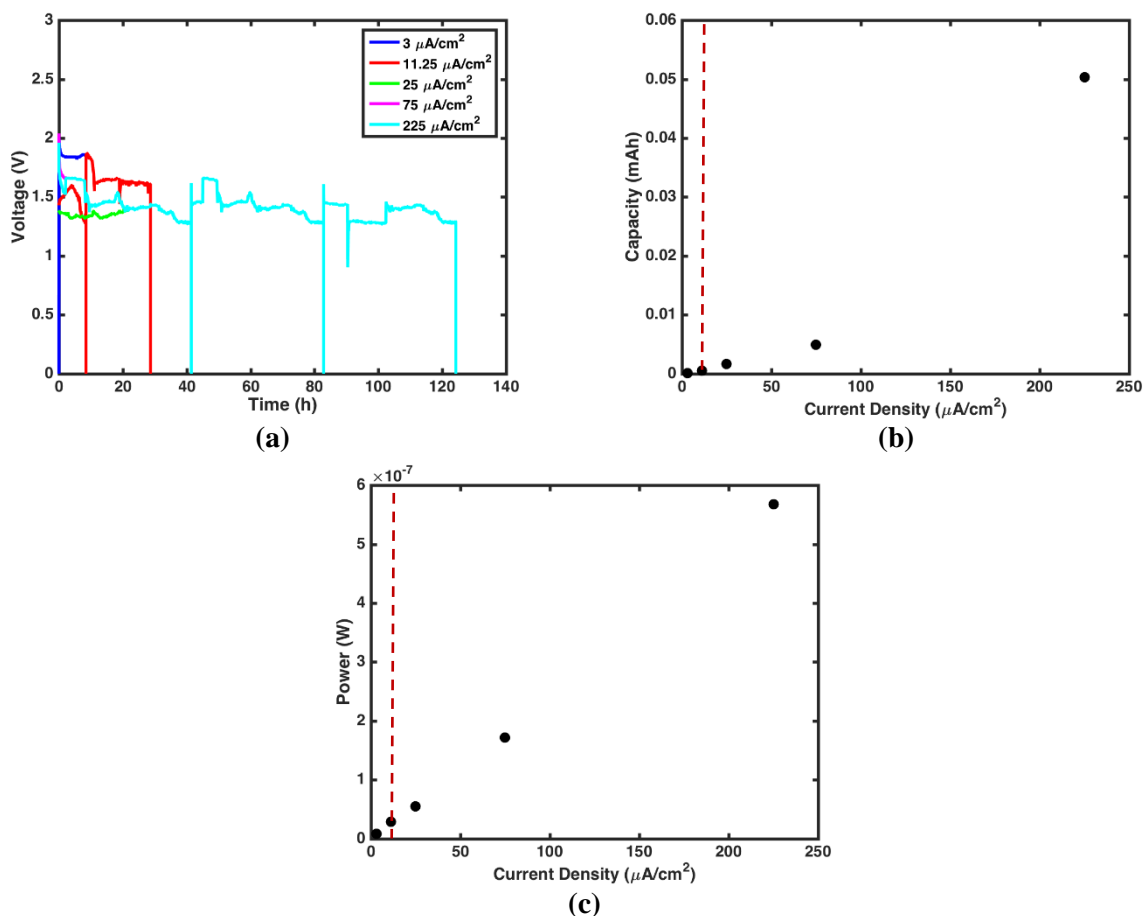 3
2.5
2
1.5
1
0.5
0
Voltage (V)
0 20 40 60 80 100 120 140
Time (h)
3 μA/cm²
11.25 μA/cm²
25 μA/cm²
75 μA/cm²
225 μA/cm²
(a)
0.06
0.05
0.04
0.03
0.02
0.01
0
Capacity (mAh)
0 50 100 150 200 250
Current Density (μA/cm²)
(b)
×10⁻⁷
6
5
4
3
2
1
0
Power (W)
0 50 100 150 200 250
Current Density (μA/cm²)
(c)